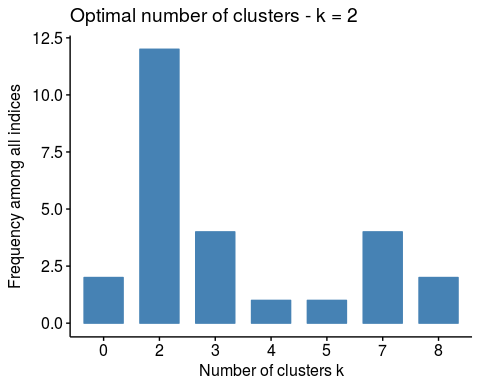 Optimal number of clusters - k = 2
Frequency among all indices
12.5
10.0
7.5
5.0
2.5
0.0
0 2 3 4 5 7 8
Number of clusters k